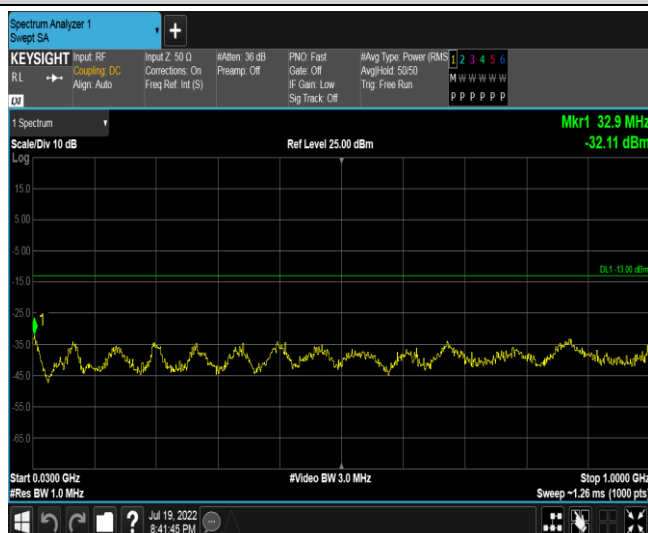 Spectrum Analyzer 1
Swept SA
+
KEYSIGHT
RL
LXI
Input: RF
Coupling: DC
Align: Auto
Input Z: 50 Ω
Corrections: On
Freq Ref: Int (S)
#Atten: 36 dB
Preamp: Off
PNO: Fast
Gate: Off
IF Gain: Low
Sig Track: Off
#Avg Type: Power (RMS
Avg|Hold: 50/50
Trig: Free Run
1 2 3 4 5 6
M W W W W W
P P P P P P
1 Spectrum
Mkr1 32.9 MHz
-32.11 dBm
Scale/Div 10 dB
Ref Level 25.00 dBm
Log
15.0
5.00
-5.00
DL1 -13.00 dBm
-15.0
-25.0
1
-35.0
-45.0
-55.0
-65.0
Start 0.0300 GHz
#Video BW 3.0 MHz
Stop 1.0000 GHz
#Res BW 1.0 MHz
Sweep ~1.26 ms (1000 pts)
?
Jul 19, 2022
8:41:45 PM